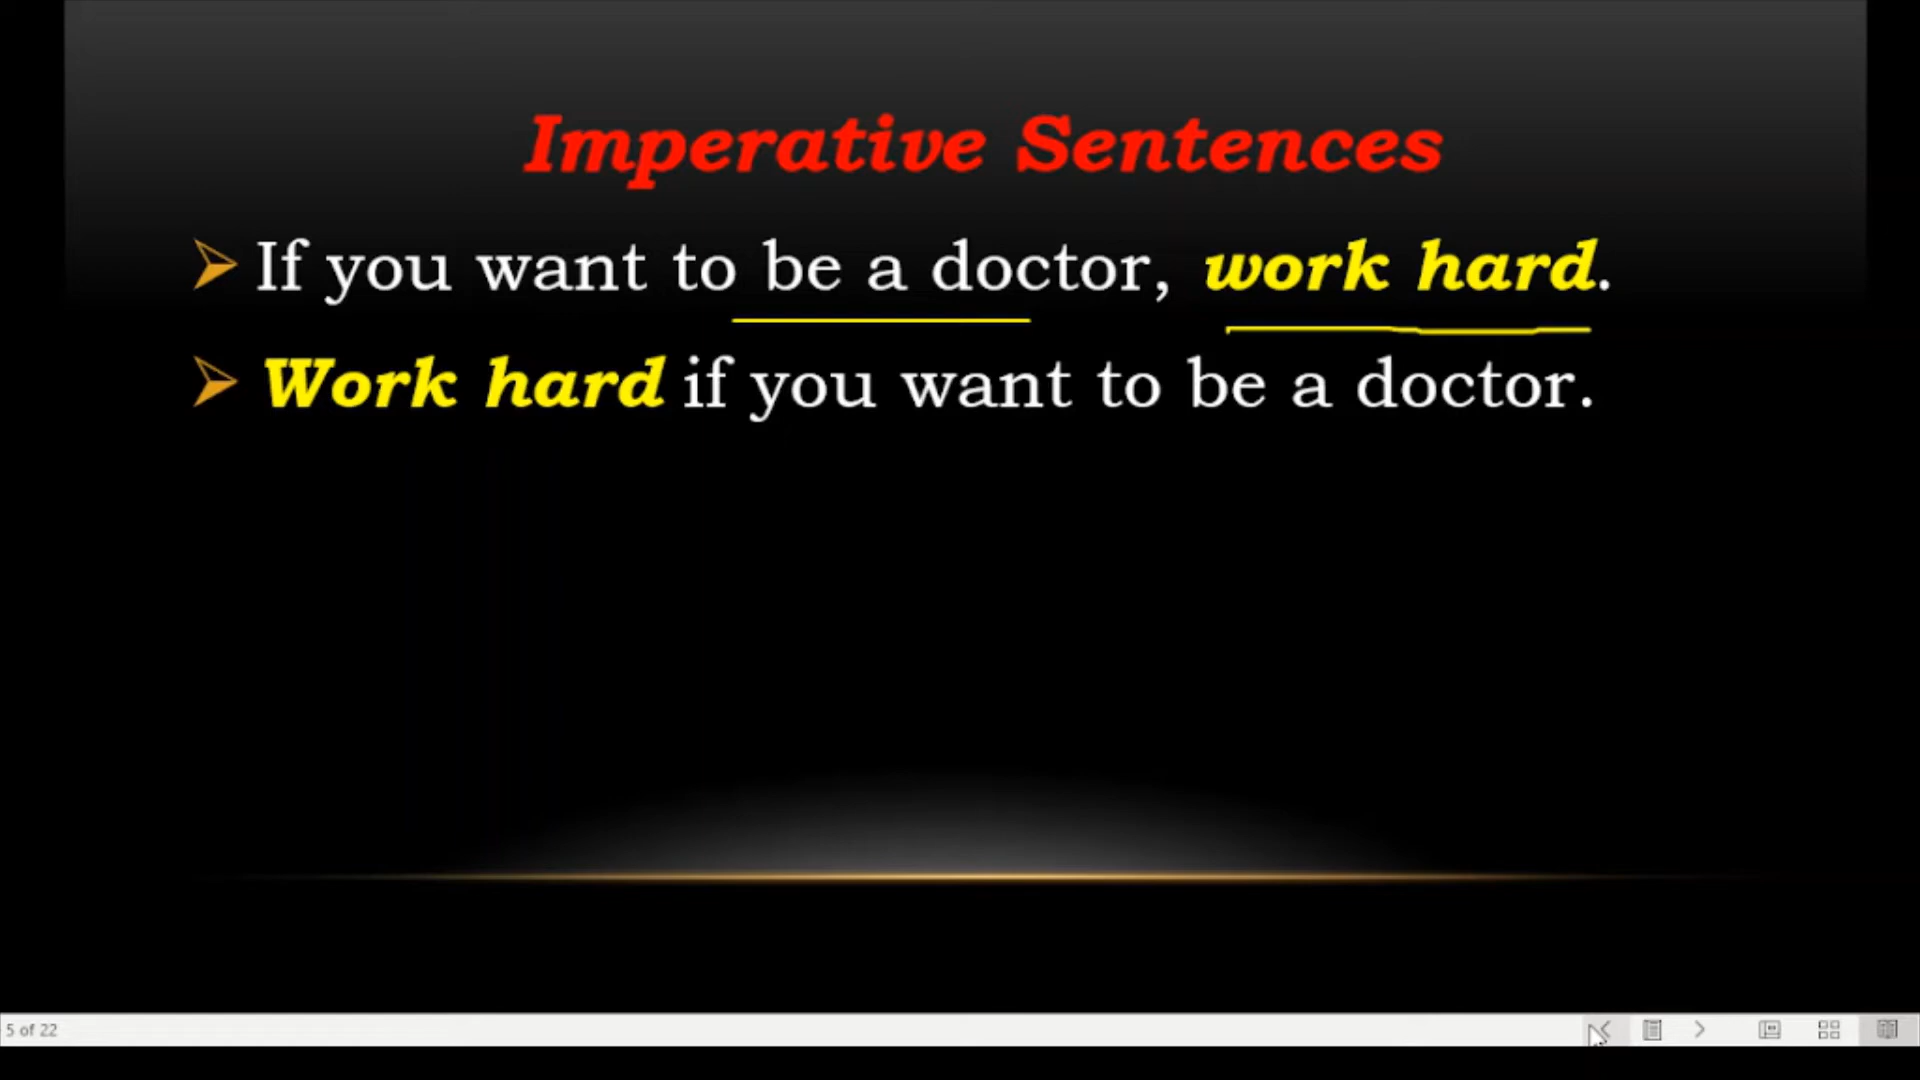 Imperative Sentences
If you want to be a doctor, work hard.
Work hard if you want to be a doctor.
5 of 22